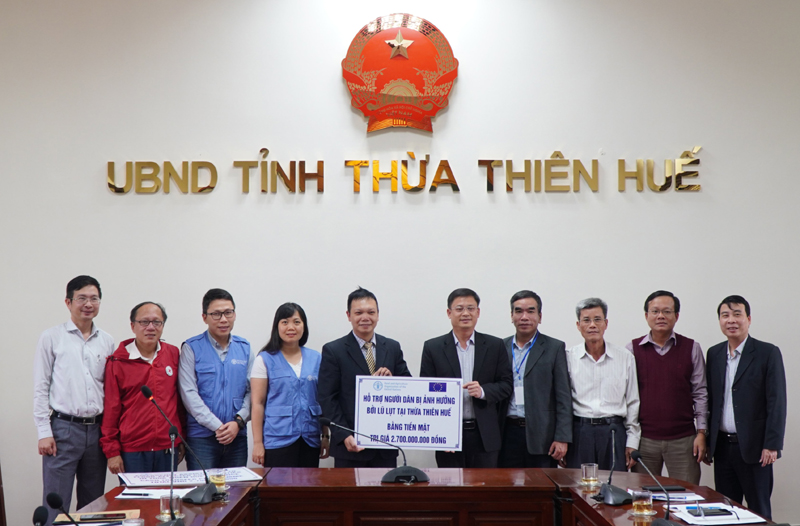 UBND TỈNH THỪA THIÊN HUẾ
HỖ TRỢ NGƯỜI DÂN BỊ ẢNH HƯỞNG
BỞI LŨ LỤT TẠI THỪA THIÊN HUẾ
BẰNG TIỀN MẶT
TRỊ GIÁ 2.700.000.000 ĐỒNG